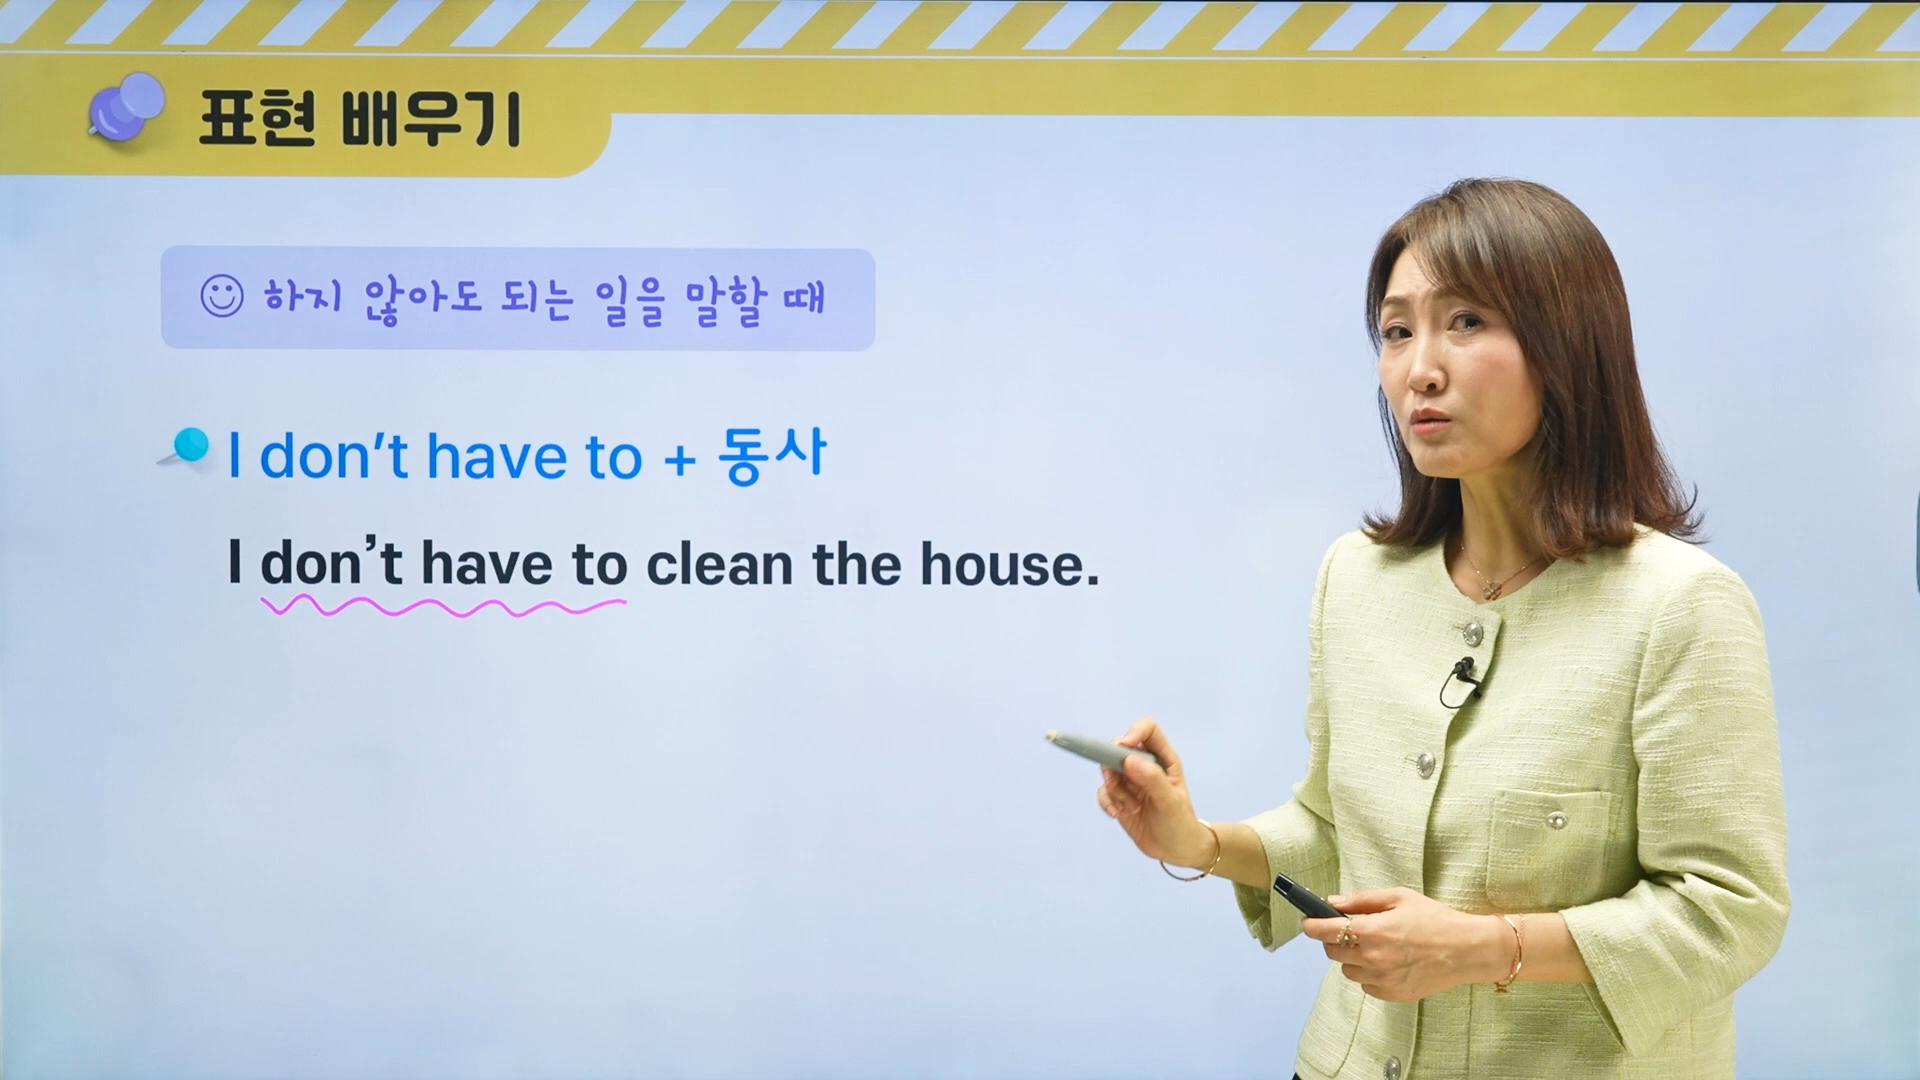 표현 배우기
하지 않아도 되는 일을 말할 때
I don't have to + 동사
I don't have to clean the house.